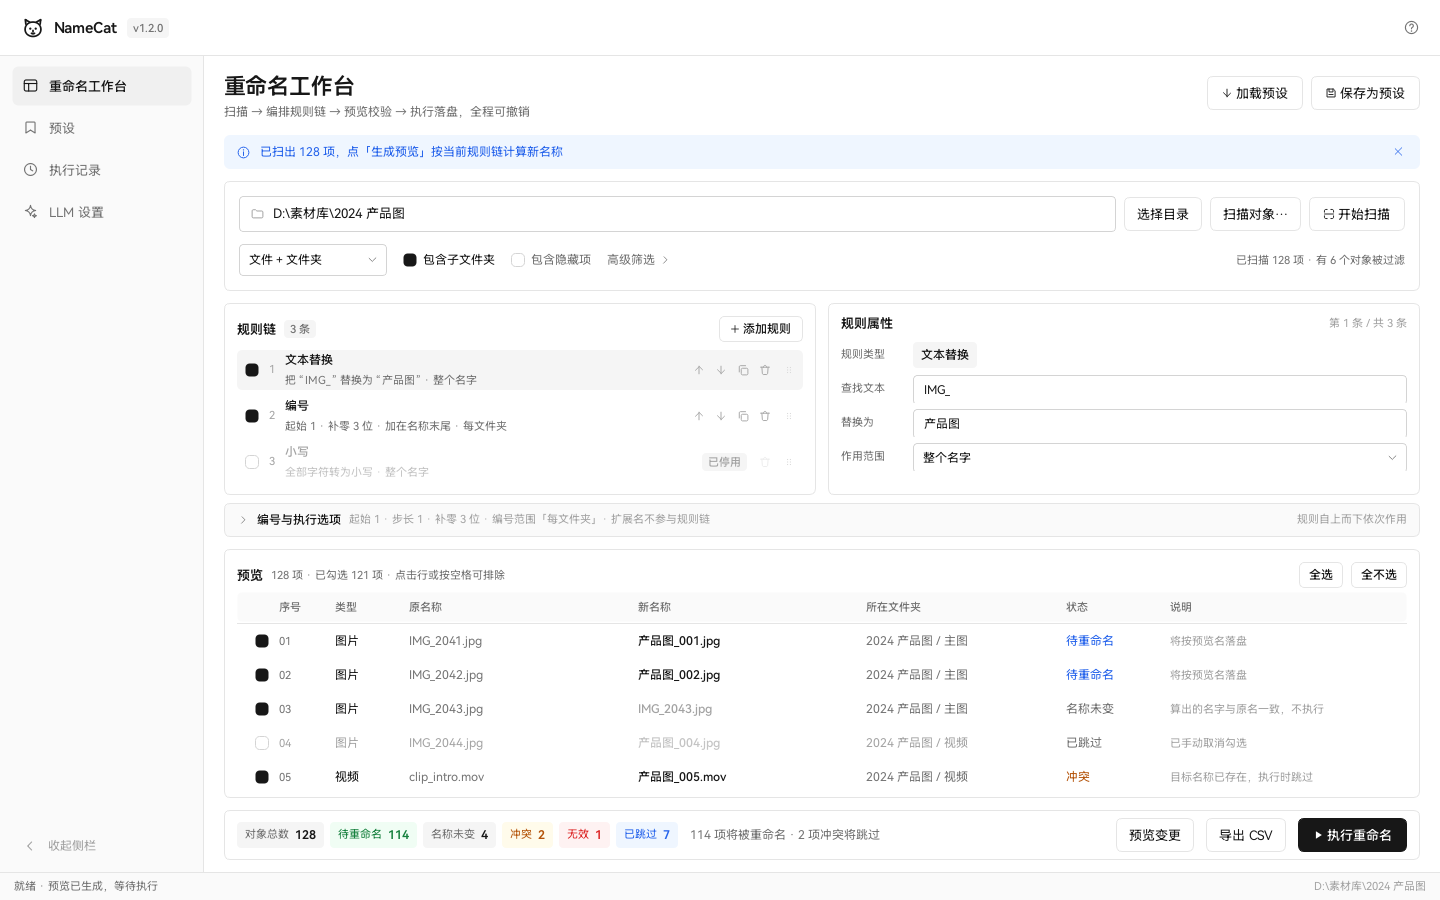 NameCat v1.2.0
重命名工作台
预设
执行记录
LLM 设置
收起侧栏
重命名工作台
扫描 → 编排规则链 → 预览校验 → 执行落盘，全程可撤销
加载预设
保存为预设
已扫出 128 项，点「生成预览」按当前规则链计算新名称
D:\素材库\2024 产品图
选择目录
扫描对象···
开始扫描
文件 + 文件夹
包含子文件夹
包含隐藏项
高级筛选
已扫描 128 项 · 有 6 个对象被过滤
规则链 3 条
+ 添加规则
1 文本替换
把 “IMG_” 替换为 “产品图” · 整个名字
2 编号
起始 1 · 补零 3 位 · 加在名称末尾 · 每文件夹
3 小写
全部字符转为小写 · 整个名字
已停用
规则属性
第 1 条 / 共 3 条
规则类型 文本替换
查找文本 IMG_
替换为 产品图
作用范围 整个名字
编号与执行选项 起始 1 · 步长 1 · 补零 3 位 · 编号范围「每文件夹」 · 扩展名不参与规则链
规则自上而下依次作用
预览 128 项 · 已勾选 121 项 · 点击行或按空格可排除
全选
全不选
序号 类型 原名称 新名称 所在文件夹 状态 说明
01 图片 IMG_2041.jpg 产品图_001.jpg 2024 产品图 / 主图 待重命名 将按预览名落盘
02 图片 IMG_2042.jpg 产品图_002.jpg 2024 产品图 / 主图 待重命名 将按预览名落盘
03 图片 IMG_2043.jpg IMG_2043.jpg 2024 产品图 / 主图 名称未变 算出的名字与原名一致，不执行
04 图片 IMG_2044.jpg 产品图_004.jpg 2024 产品图 / 视频 已跳过 已手动取消勾选
05 视频 clip_intro.mov 产品图_005.mov 2024 产品图 / 视频 冲突 目标名称已存在，执行时跳过
对象总数 128
待重命名 114
名称未变 4
冲突 2
无效 1
已跳过 7
114 项将被重命名 · 2 项冲突将跳过
预览变更
导出 CSV
执行重命名
就绪 · 预览已生成，等待执行
D:\素材库\2024 产品图